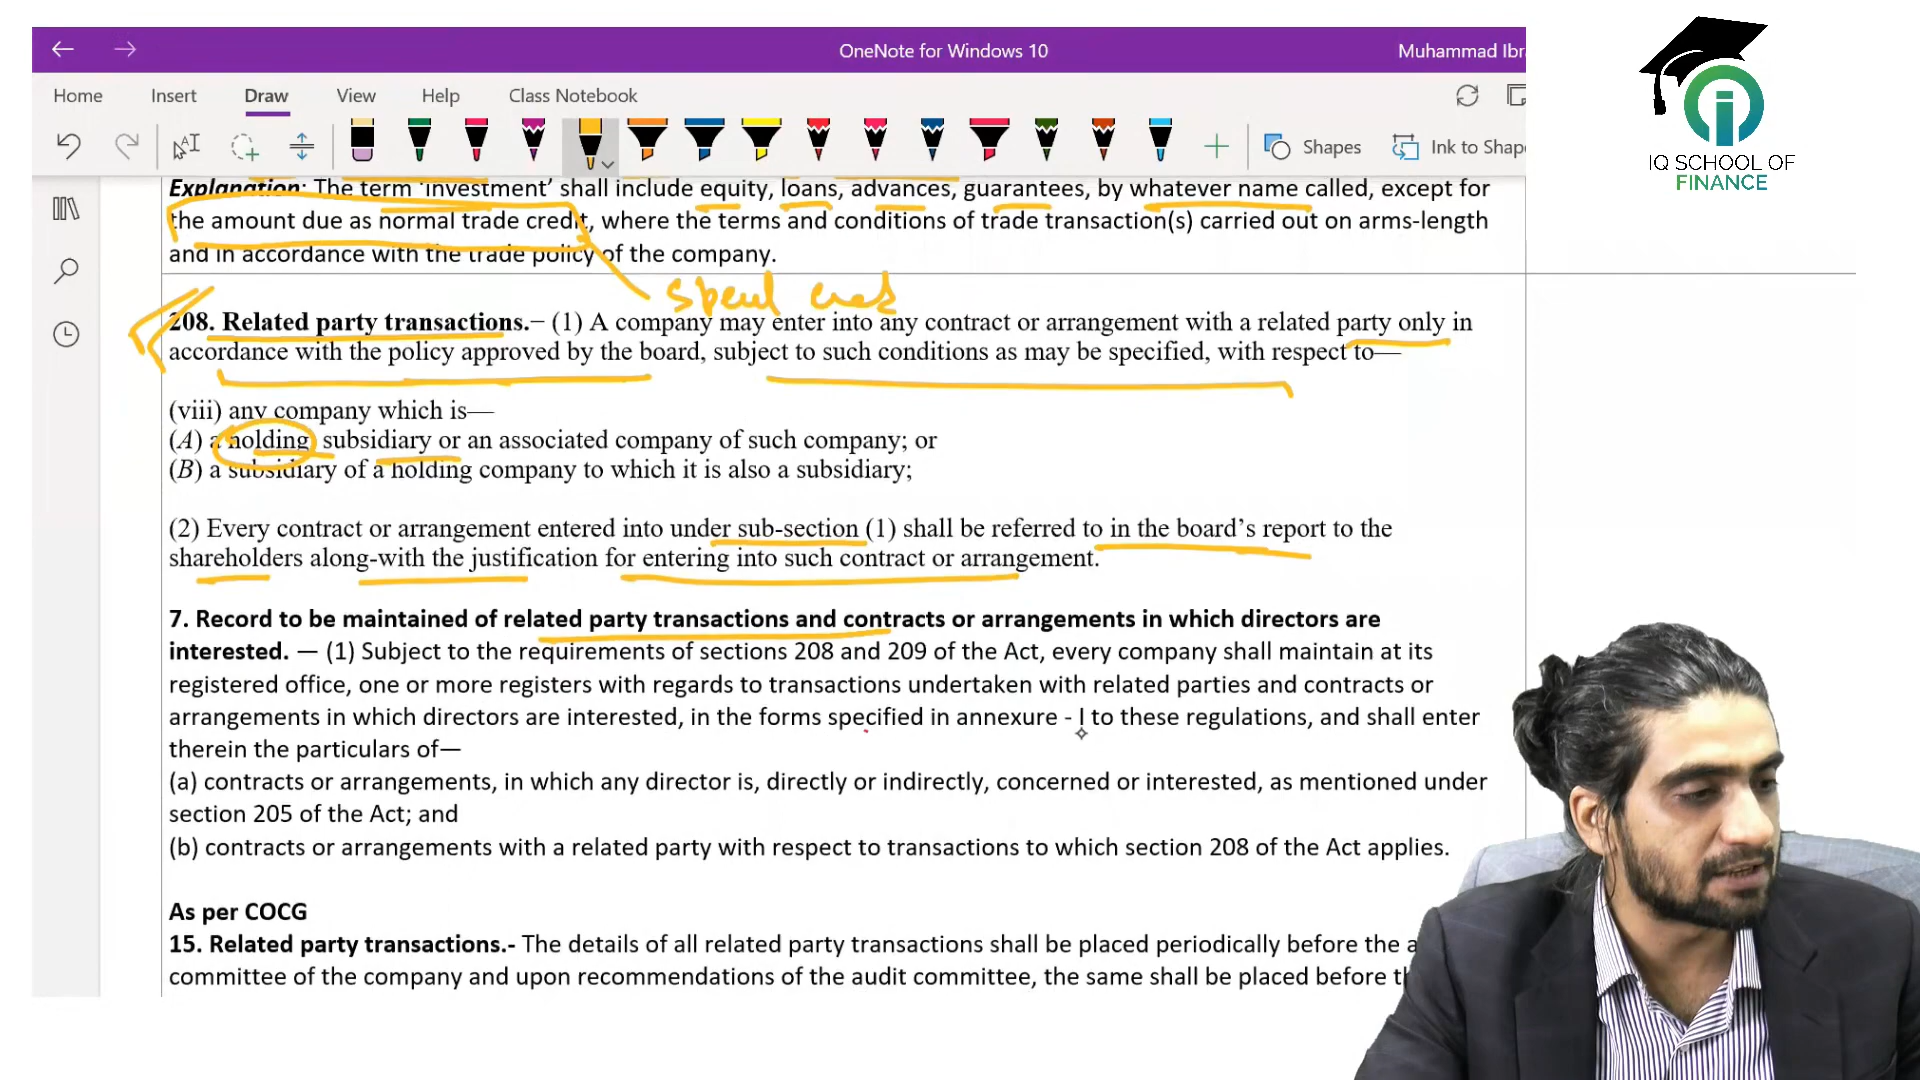 OneNote for Windows 10
Muhammad Ibr
Home Insert Draw View Help Class Notebook
Shapes Ink to Shap
IQ SCHOOL OF
FINANCE
Explanation: The term ‘investment’ shall include equity, loans, advances, guarantees, by whatever name called, except for
the amount due as normal trade credit, where the terms and conditions of trade transaction(s) carried out on arms-length
and in accordance with the trade policy of the company.
208. Related party transactions.– (1) A company may enter into any contract or arrangement with a related party only in
accordance with the policy approved by the board, subject to such conditions as may be specified, with respect to—
(viii) any company which is—
(A) a holding subsidiary or an associated company of such company; or
(B) a subsidiary of a holding company to which it is also a subsidiary;
(2) Every contract or arrangement entered into under sub-section (1) shall be referred to in the board’s report to the
shareholders along-with the justification for entering into such contract or arrangement.
7. Record to be maintained of related party transactions and contracts or arrangements in which directors are
interested. — (1) Subject to the requirements of sections 208 and 209 of the Act, every company shall maintain at its
registered office, one or more registers with regards to transactions undertaken with related parties and contracts or
arrangements in which directors are interested, in the forms specified in annexure - I to these regulations, and shall enter
therein the particulars of—
(a) contracts or arrangements, in which any director is, directly or indirectly, concerned or interested, as mentioned under
section 205 of the Act; and
(b) contracts or arrangements with a related party with respect to transactions to which section 208 of the Act applies.
As per COCG
15. Related party transactions.- The details of all related party transactions shall be placed periodically before the a
committee of the company and upon recommendations of the audit committee, the same shall be placed before